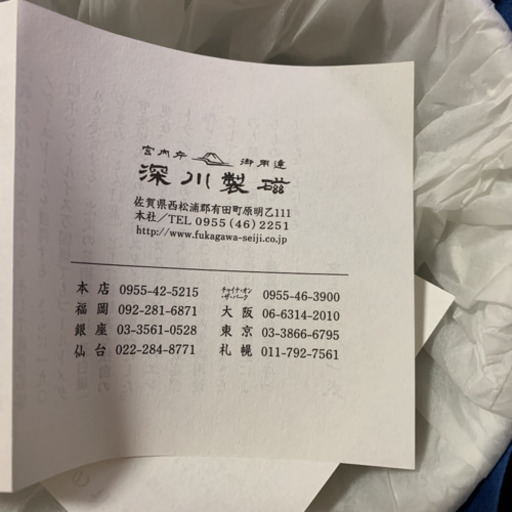 宮内庁 御用達
深川製磁
佐賀県西松浦郡有田町原明乙111
本社／TEL 0955 (46) 2251
http://www.fukagawa-seiji.co.jp
本店 0955-42-5215 チャイナ・オン・ザ・パーク 0955-46-3900
福岡 092-281-6871 大阪 06-6314-2010
銀座 03-3561-0528 東京 03-3866-6795
仙台 022-284-8771 札幌 011-792-7561
の